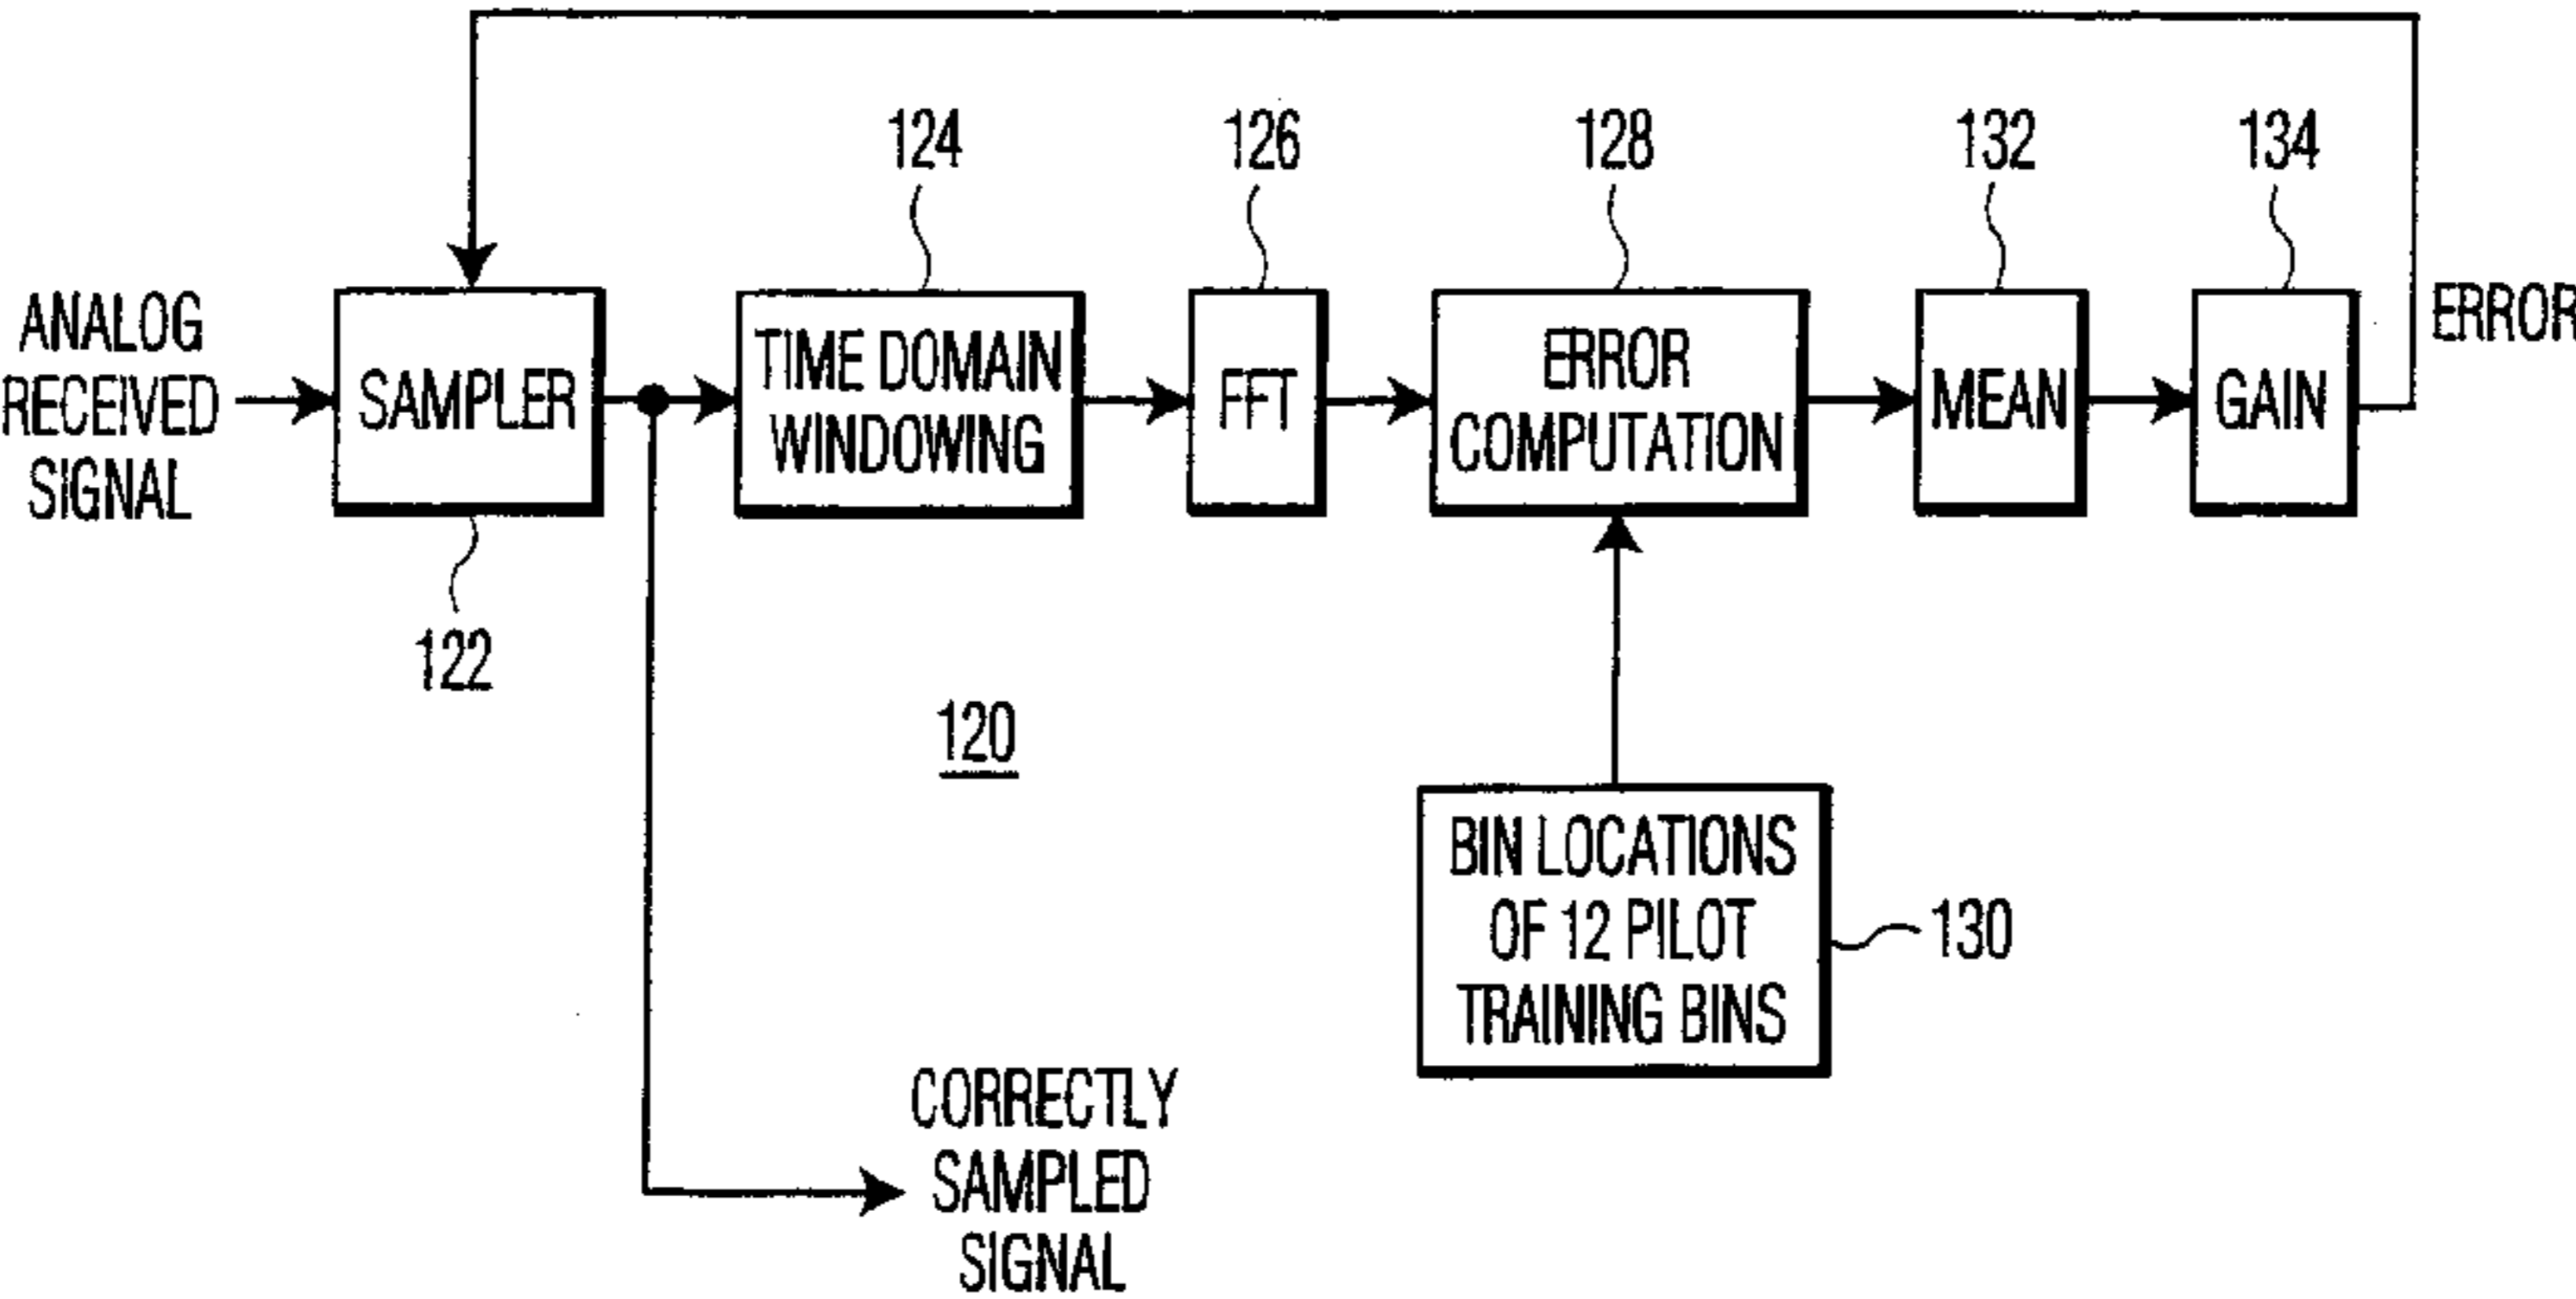 124
126
128
132
134
ANALOG
RECEIVED
SIGNAL
SAMPLER
TIME DOMAIN
WINDOWING
FFT
ERROR
COMPUTATION
MEAN
GAIN
ERROR
122
120
BIN LOCATIONS
OF 12 PILOT
TRAINING BINS
130
CORRECTLY
SAMPLED
SIGNAL